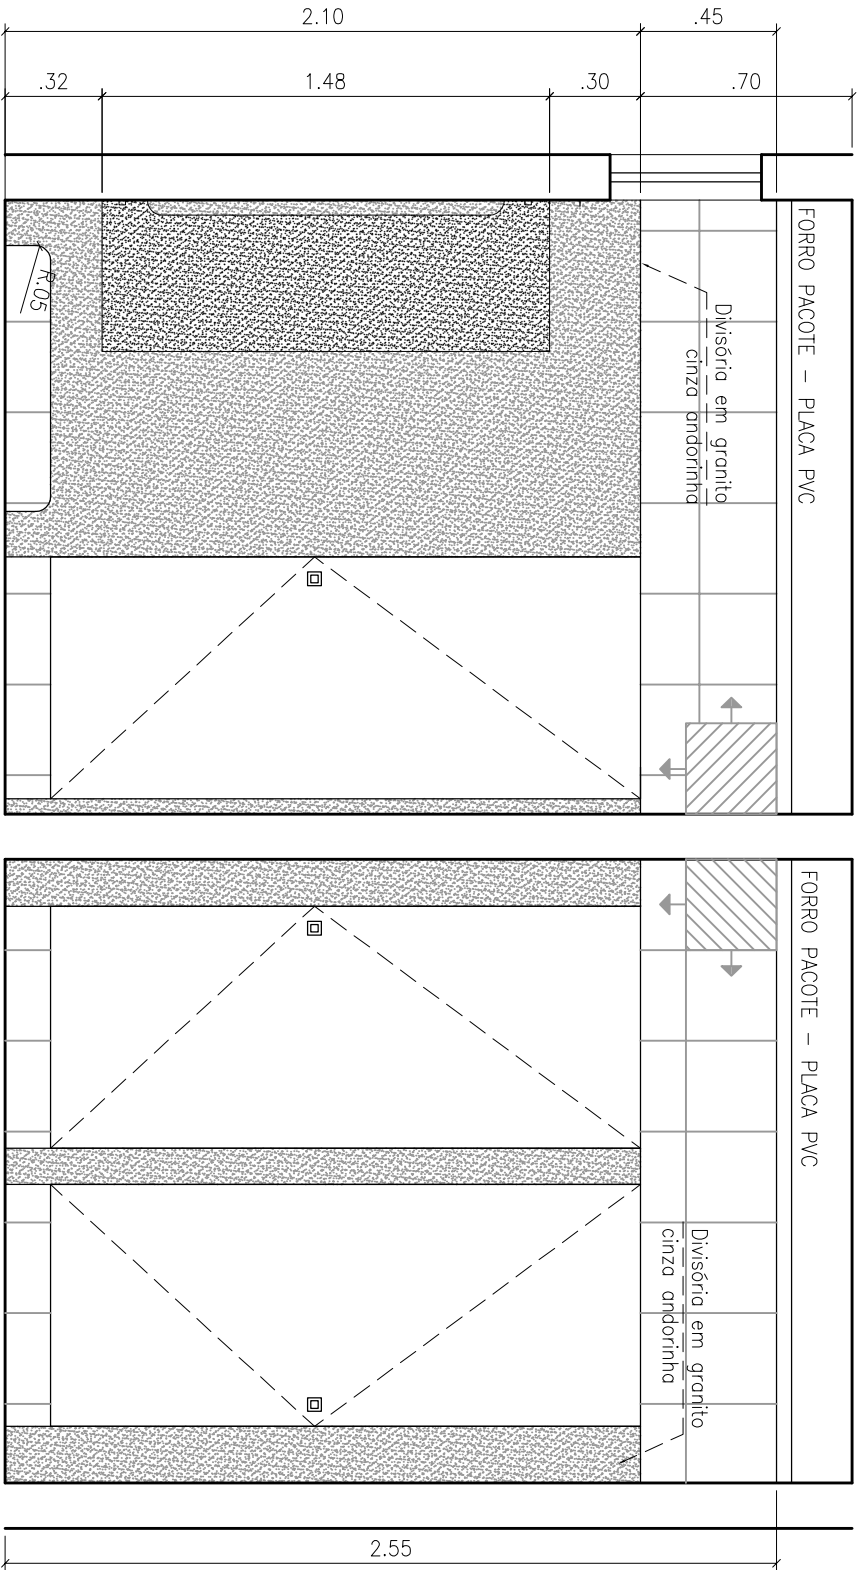 2.10
.45
.32
1.48
.30
.70
FORRO PACOTE – PLACA PVC
Divisória em granito
cinza andorinha
R.05
FORRO PACOTE – PLACA PVC
Divisória em granito
cinza andorinha
2.55